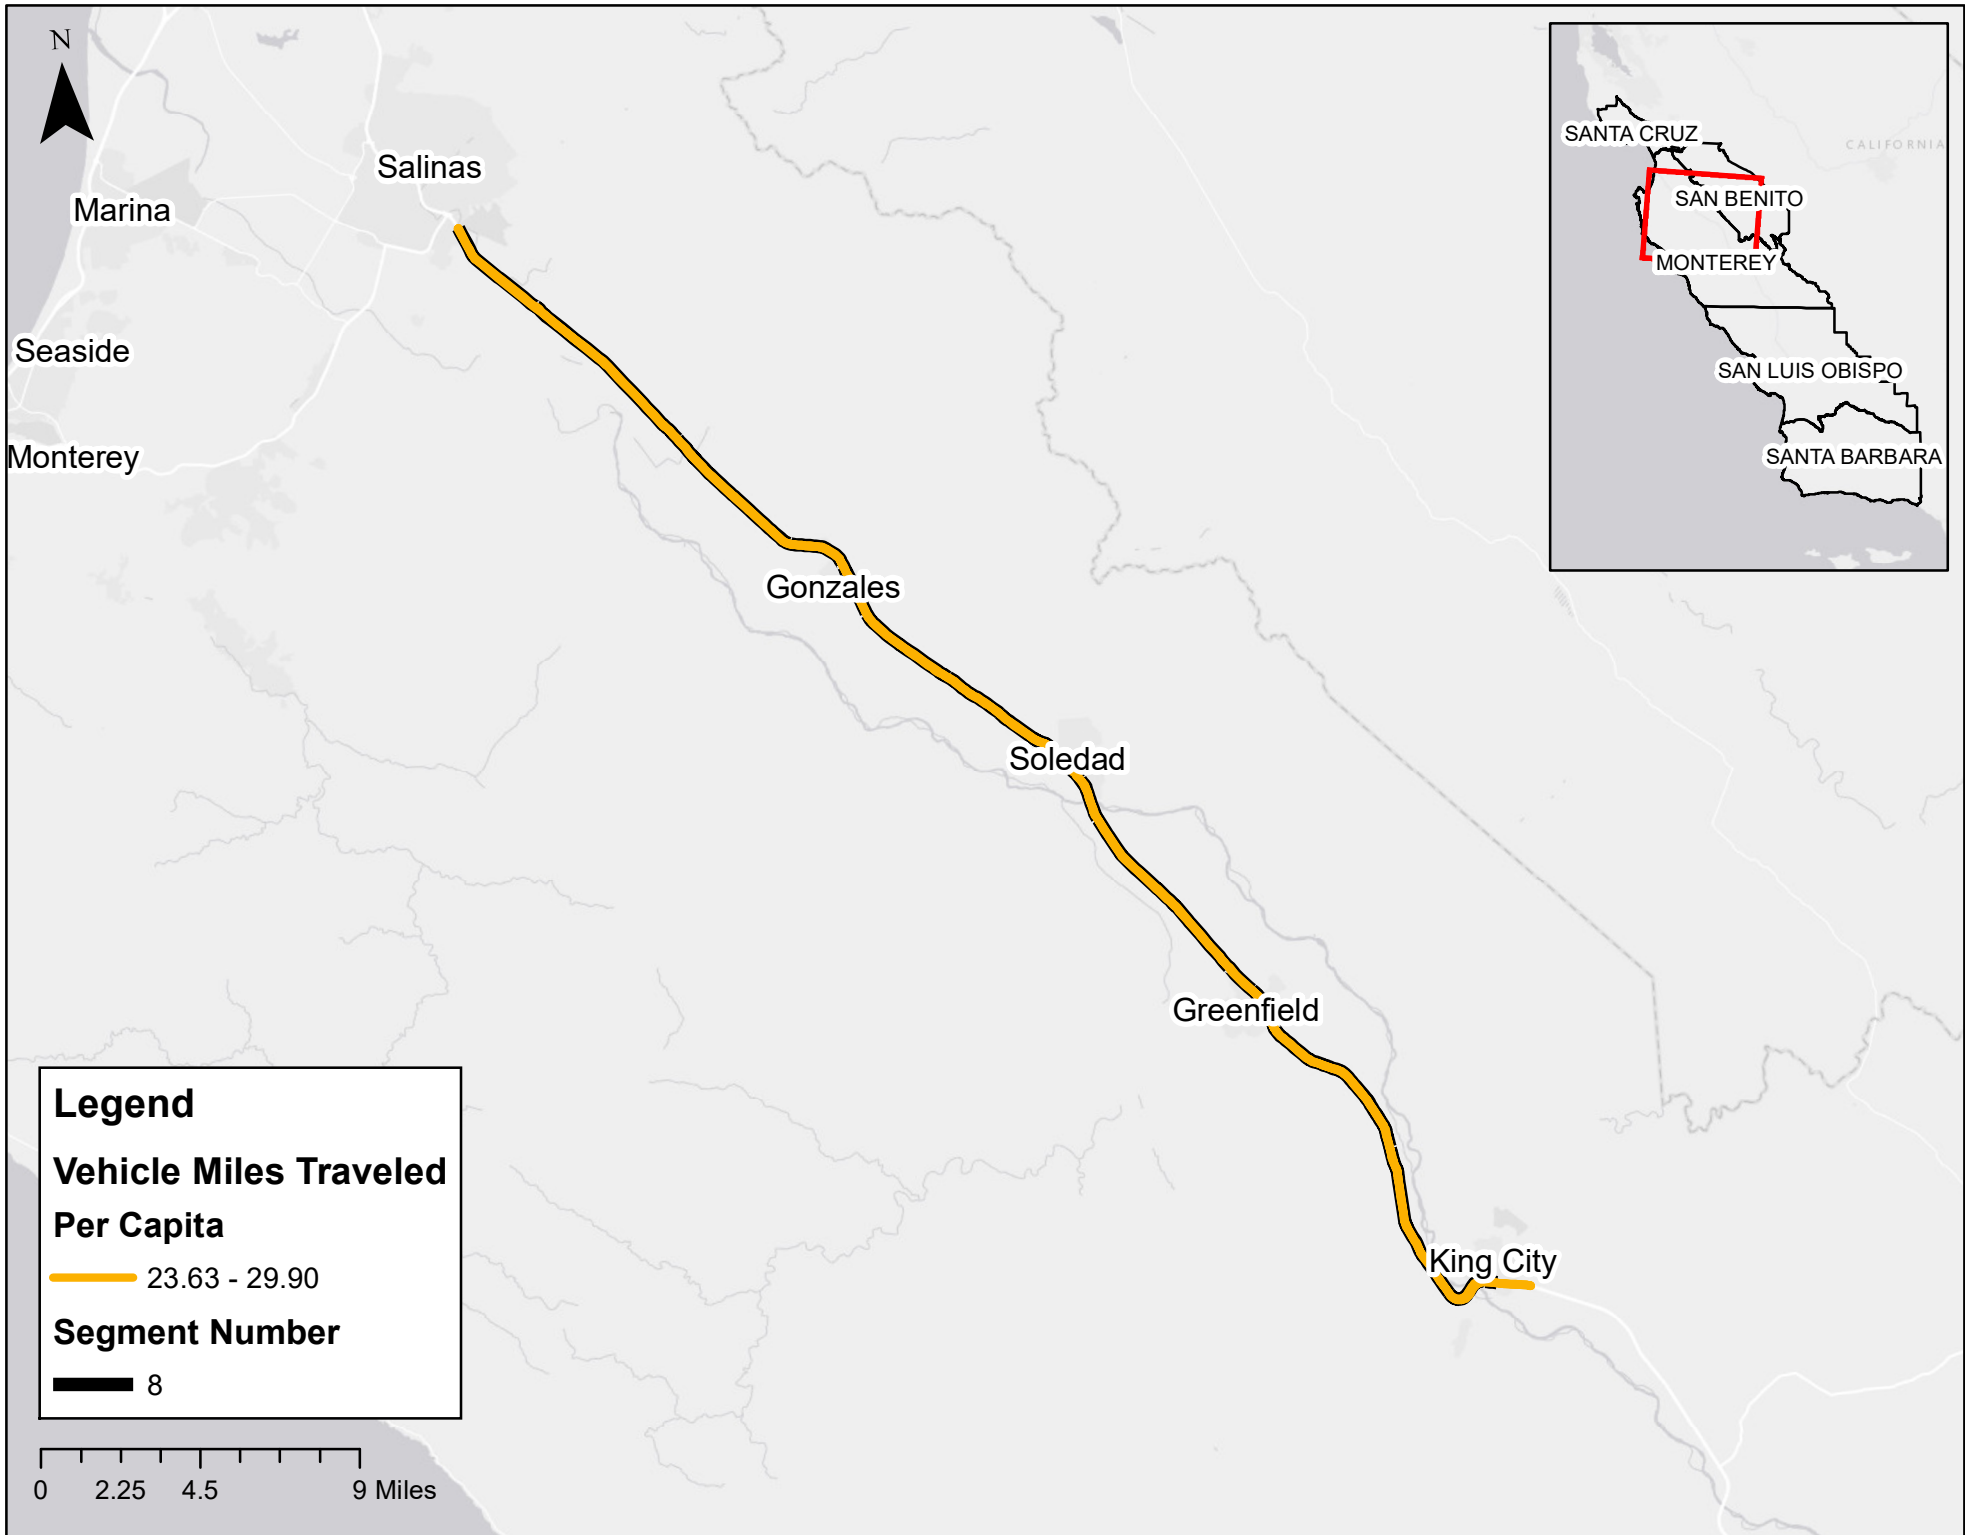 N
Salinas
Marina
Seaside
Monterey
Gonzales
Soledad
Greenfield
King City
SANTA CRUZ
CALIFORNIA
SAN BENITO
MONTEREY
SAN LUIS OBISPO
SANTA BARBARA
Legend
Vehicle Miles Traveled
Per Capita
23.63 - 29.90
Segment Number
8
0 2.25 4.5 9 Miles